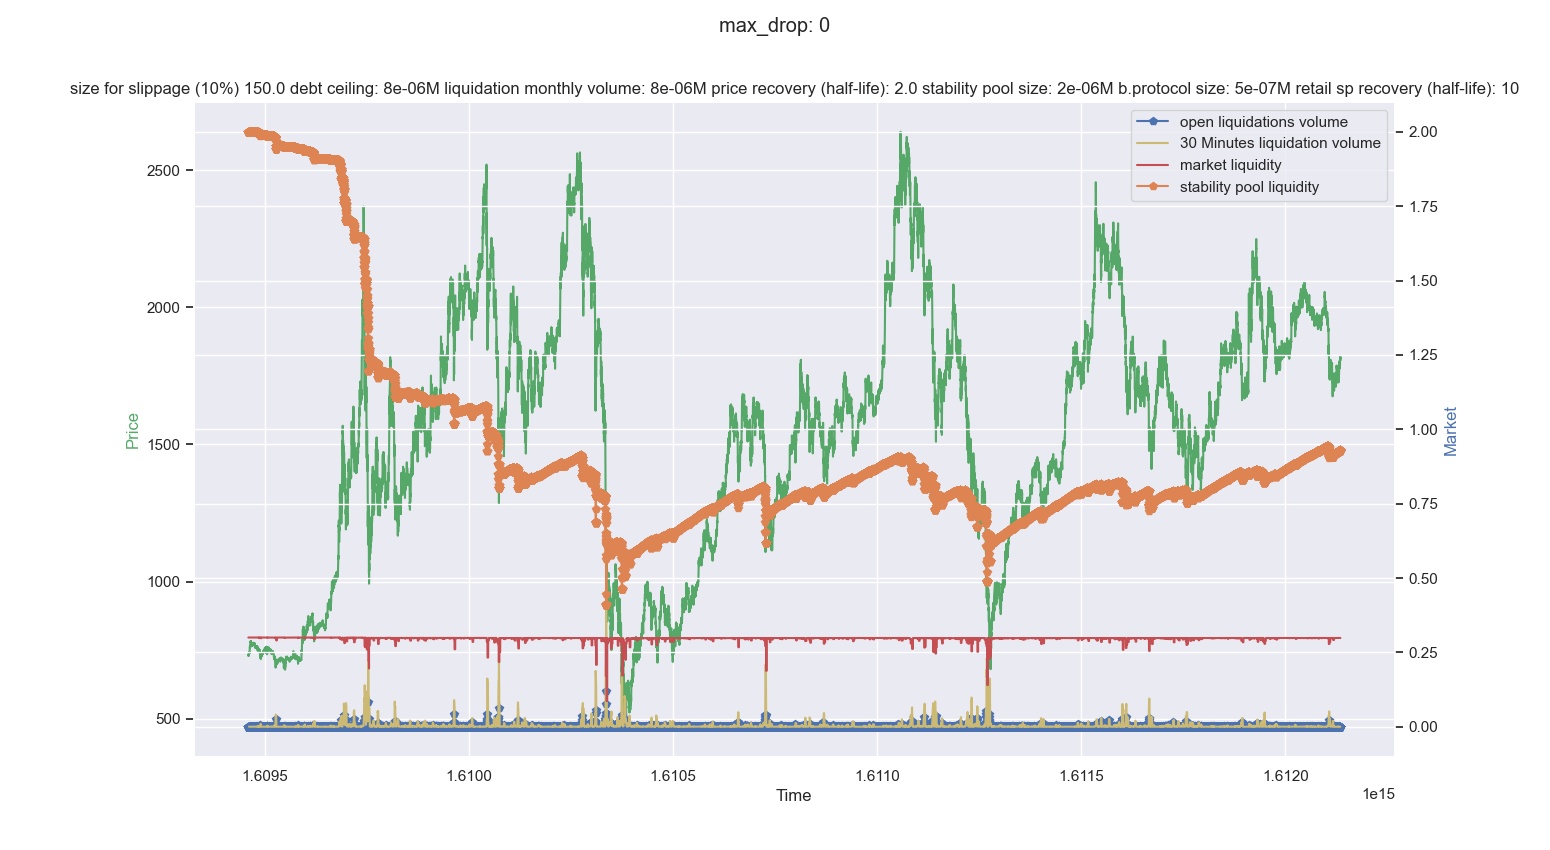 max_drop: 0
size for slippage (10%) 150.0 debt ceiling: 8e-06M liquidation monthly volume: 8e-06M price recovery (half-life): 2.0 stability pool size: 2e-06M b.protocol size: 5e-07M retail sp recovery (half-life): 10
open liquidations volume
30 Minutes liquidation volume
market liquidity
stability pool liquidity
2500
2000
1500
1000
500
Price
2.00
1.75
1.50
1.25
1.00
0.75
0.50
0.25
0.00
Market
1.6095 1.6100 1.6105 1.6110 1.6115 1.6120
Time
1e15